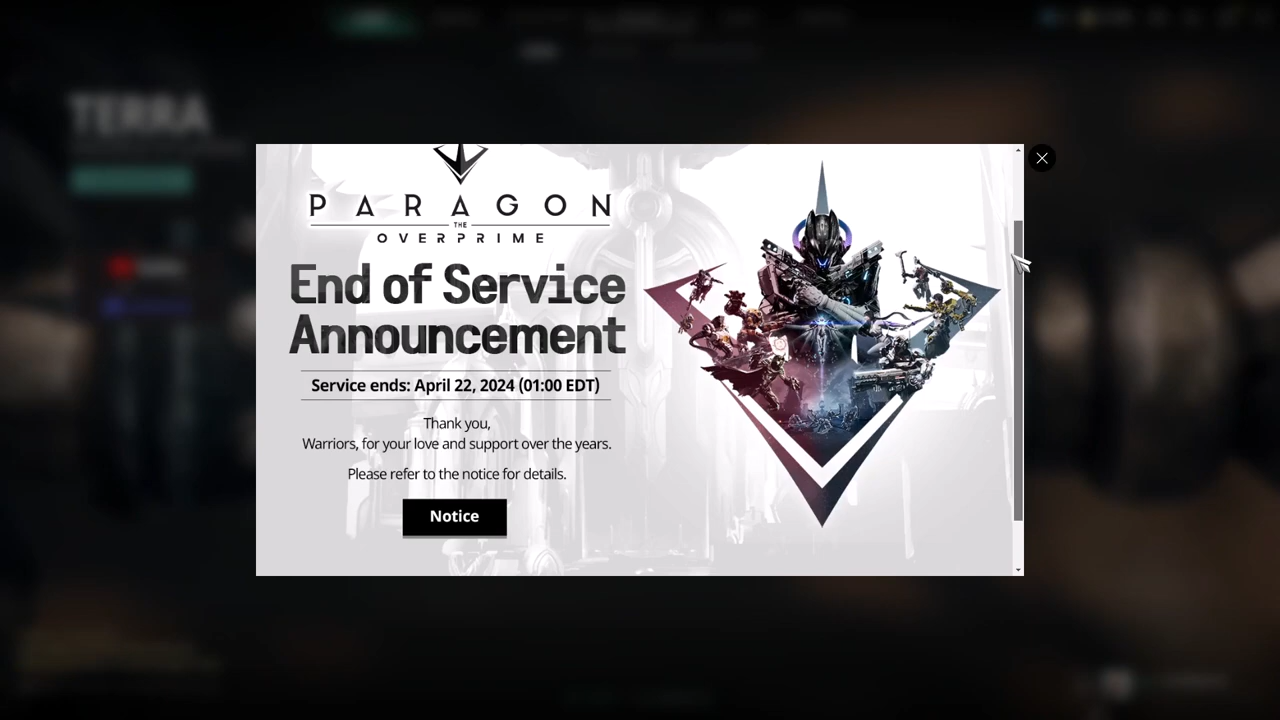 TERRA
PARAGON
THE
OVERPRIME
End of Service
Announcement
Service ends: April 22, 2024 (01:00 EDT)
Thank you,
Warriors, for your love and support over the years.
Please refer to the notice for details.
Notice